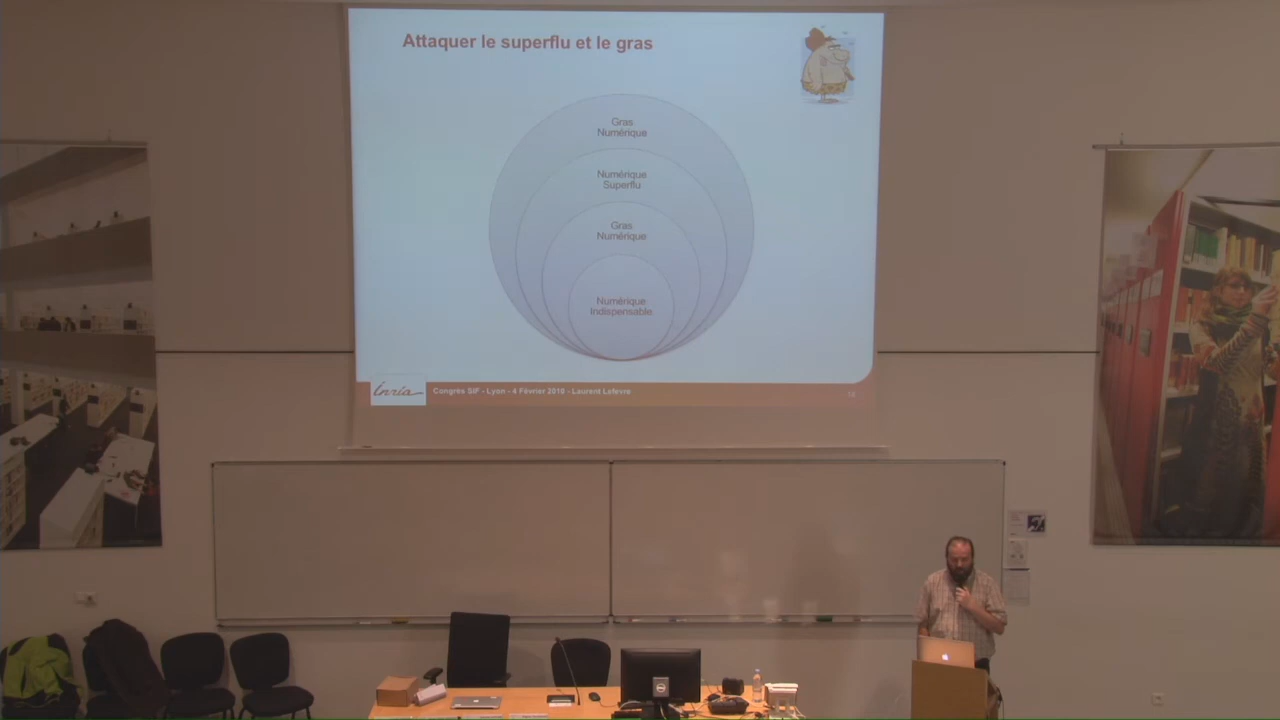 Attaquer le superflu et le gras
Gras
Numérique
Numérique
Superflu
Gras
Numérique
Numérique
Indispensable
Inria
Congrès SIF - Lyon - 4 Février 2016 - Laurent Lefevre
DELL